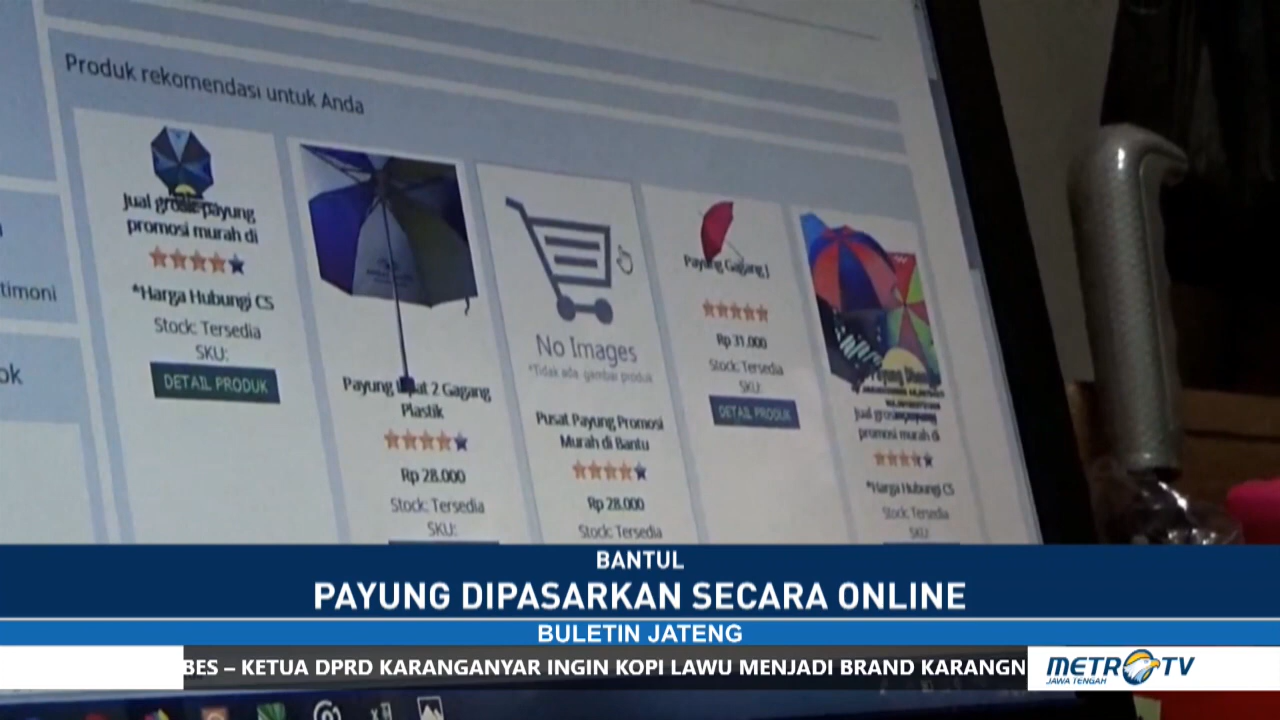 Produk rekomendasi untuk Anda
Jual grosir payung
promosi murah di
*Harga Hubungi CS
Stock: Tersedia
SKU:
DETAIL PRODUK
Payung Lipat 2 Gagang
Plastik
Rp 28.000
Stock: Tersedia
SKU:
No Images
*Tidak ada gambar produk
Pusat Payung Promosi
Murah di Bantu
Rp 28.000
Stock: Tersedia
Payung Gagang J
Rp 31.000
Stock: Tersedia
SKU:
DETAIL PRODUK
Jual grosir payung
promosi murah di
*Harga Hubungi CS
Stock: Tersedia
SKU:
timoni
ok
BANTUL
PAYUNG DIPASARKAN SECARA ONLINE
BULETIN JATENG
BES – KETUA DPRD KARANGANYAR INGIN KOPI LAWU MENJADI BRAND KARANGN
METRO TV
JAWA TENGAH